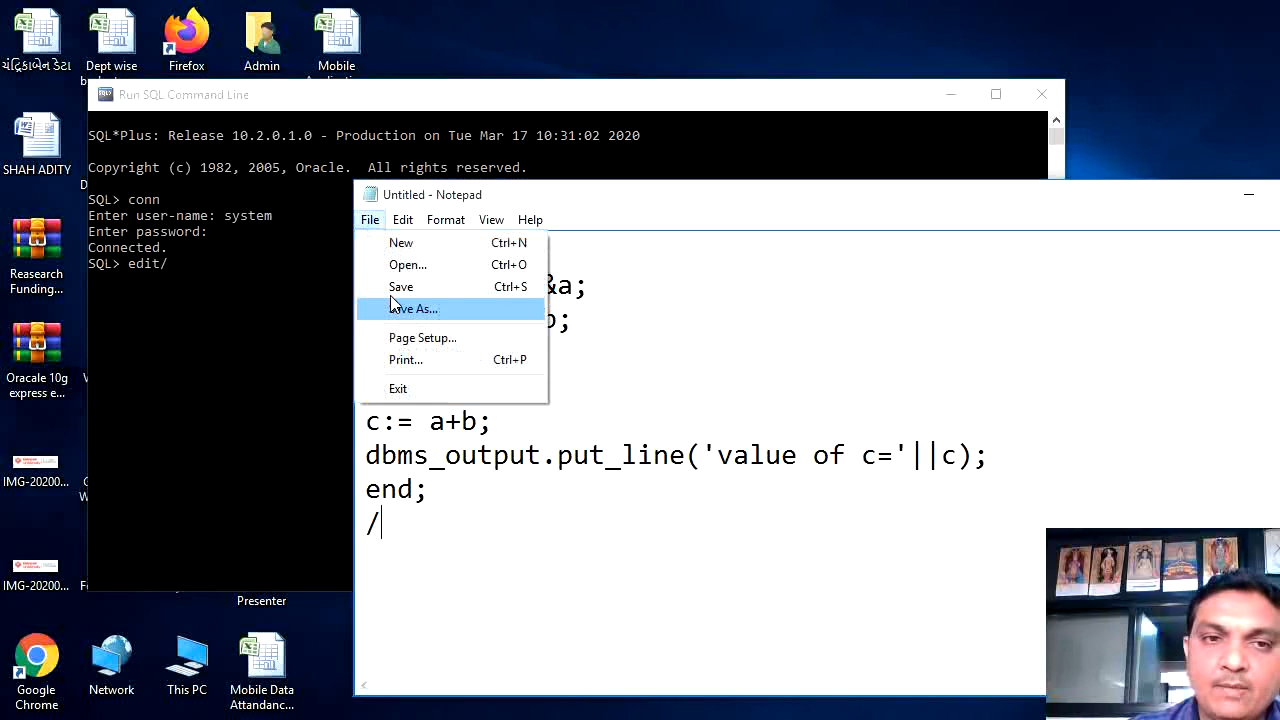 Dept wise
Firefox
Admin
Mobile
SHAH ADITY
Reasearch
Funding...
Oracale 10g
express e...
IMG-20200...
IMG-20200...
Presenter
Google
Chrome
Network
This PC
Mobile Data
Attandanc...
Run SQL Command Line
SQL*Plus: Release 10.2.0.1.0 - Production on Tue Mar 17 10:31:02 2020
Copyright (c) 1982, 2005, Oracle.  All rights reserved.
SQL> conn
Enter user-name: system
Enter password:
Connected.
SQL> edit/
Untitled - Notepad
File Edit Format View Help
New Ctrl+N
Open... Ctrl+O
Save Ctrl+S
Save As...
Page Setup...
Print... Ctrl+P
Exit
&a;
c:= a+b;
dbms_output.put_line('value of c='||c);
end;
/